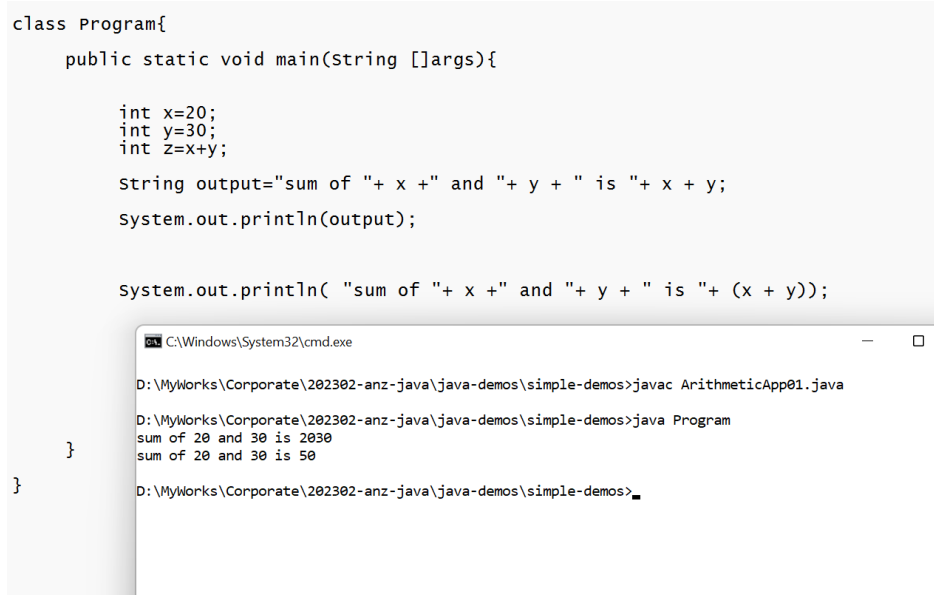 class Program{
public static void main(String []args){
int x=20;
int y=30;
int z=x+y;
String output="sum of "+ x +" and "+ y + " is "+ x + y;
System.out.println(output);
System.out.println( "sum of "+ x +" and "+ y + " is "+ (x + y));
}
}
C:\Windows\System32\cmd.exe
D:\MyWorks\Corporate\202302-anz-java\java-demos\simple-demos>javac ArithmeticApp01.java
D:\MyWorks\Corporate\202302-anz-java\java-demos\simple-demos>java Program
sum of 20 and 30 is 2030
sum of 20 and 30 is 50
D:\MyWorks\Corporate\202302-anz-java\java-demos\simple-demos>